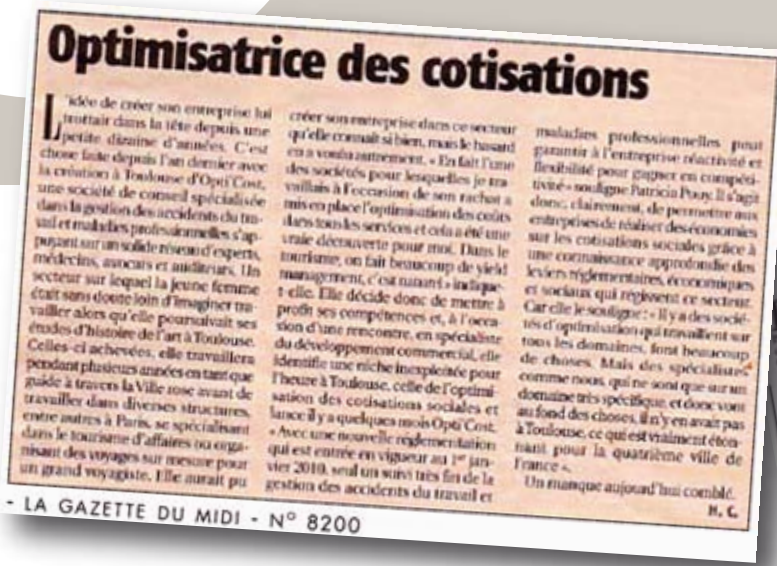 Optimisatrice des cotisations
L'idée de créer son entreprise lui
trottait dans la tête depuis une
petite dizaine d'années. C'est
chose faite depuis l'an dernier avec
la création à Toulouse d'Opti'Cost,
une société de conseil spécialisée
dans la gestion des accidents du tra-
vail et maladies professionnelles s'ap-
puyant sur un solide réseau d'experts,
médecins, avocats et auditeurs. Un
secteur sur lequel la jeune femme
était sans doute loin d'imaginer tra-
vailler alors qu'elle poursuivait ses
études d'histoire de l'art à Toulouse.
Celles-ci achevées, elle travaillera
pendant plusieurs années en tant que
guide à travers la Ville rose avant de
travailler dans diverses structures,
entre autres à Paris, se spécialisant
dans le tourisme d'affaires ou orga-
nisant des voyages sur mesure pour
un grand voyagiste. Elle aurait pu
créer son entreprise dans ce secteur
qu'elle connaît si bien, mais le hasard
en a voulu autrement. « En fait l'une
des sociétés pour lesquelles je tra-
vaillais à l'occasion de son rachat a
mis en place l'optimisation des coûts
dans tous les services et cela a été une
vraie découverte pour moi. Dans le
tourisme, on fait beaucoup de yield
management, c'est naturel » indique-
t-elle. Elle décide donc de mettre à
profit ses compétences et, à l'occa-
sion d'une rencontre, en spécialiste
du développement commercial, elle
identifie une niche inexploitée pour
l'heure à Toulouse, celle de l'optimi-
sation des cotisations sociales et
lance il y a quelques mois Opti'Cost.
« Avec une nouvelle réglementation
qui est entrée en vigueur au 1er jan-
vier 2010, seul un suivi très fin de la
gestion des accidents du travail et
maladies professionnelles peut
garantir à l'entreprise réactivité et
flexibilité pour gagner en compéti-
tivité » souligne Patricia Pouy. Il s'agit
donc, clairement, de permettre aux
entreprises de réaliser des économies
sur les cotisations sociales grâce à
une connaissance approfondie des
leviers réglementaires, économiques
et sociaux qui régissent ce secteur.
Car elle le souligne : « Il y a des socié-
tés d'optimisation qui travaillent sur
tous les domaines, font beaucoup
de choses. Mais des spécialistes
comme nous, qui ne sont que sur un
domaine très spécifique, et donc vont
au fond des choses, il n'y en avait pas
à Toulouse, ce qui est vraiment éton-
nant pour la quatrième ville de
France ».
Un manque aujourd'hui comblé.
H. C.
- LA GAZETTE DU MIDI - N° 8200